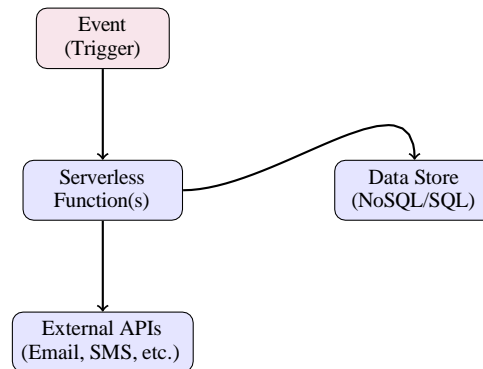 Event
(Trigger)
Serverless
Function(s)
Data Store
(NoSQL/SQL)
External APIs
(Email, SMS, etc.)